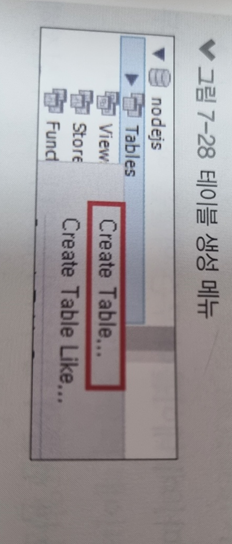 그림 7-28 테이블 생성 메뉴
nodejs
Tables
View
Create Table...
Store
Create Table Like...
Fund